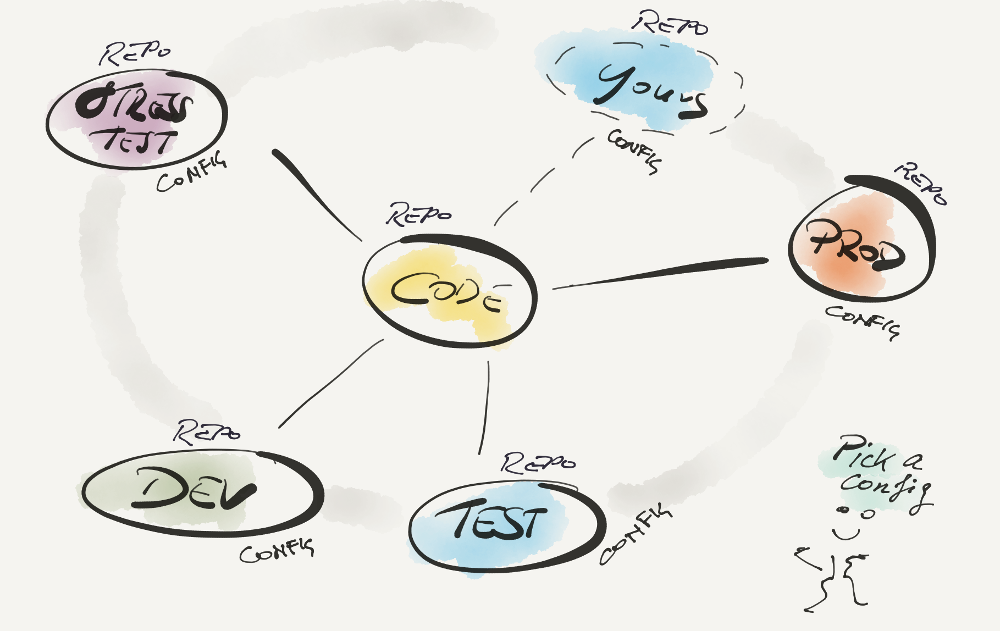 REPO
STRESS
TEST
CONFIG
REPO
Yours
CONFIG
REPO
PROD
CONFIG
REPO
CODE
REPO
DEV
CONFIG
REPO
TEST
CONFIG
Pick a
Config